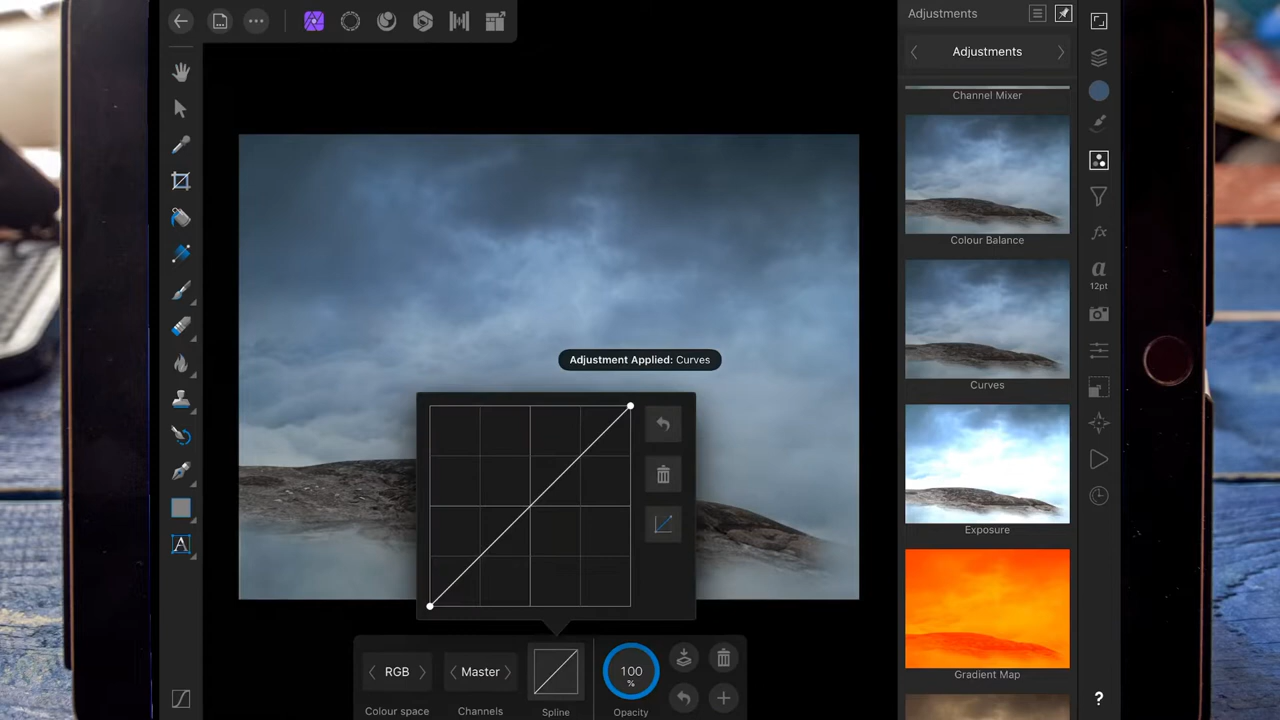 Adjustments
Adjustments
Channel Mixer
Colour Balance
12pt
Adjustment Applied: Curves
Curves
Exposure
Gradient Map
RGB
Master
100
%
?
Colour space
Channels
Spline
Opacity